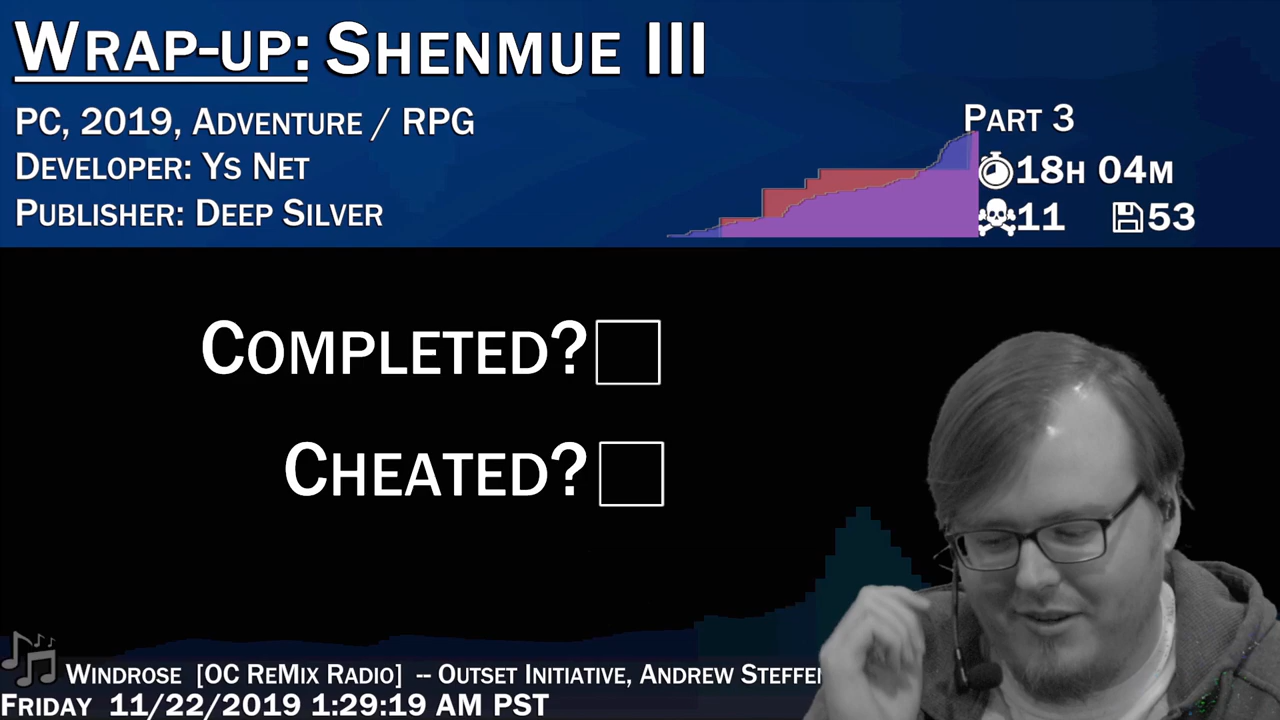 Wrap-up: Shenmue III
PC, 2019, Adventure / RPG
Developer: Ys Net
Publisher: Deep Silver
Part 3
18h 04m
11 53
Completed?
Cheated?
Windrose [OC ReMix Radio] -- Outset Initiative, Andrew Steffen
Friday 11/22/2019 1:29:19 AM PST